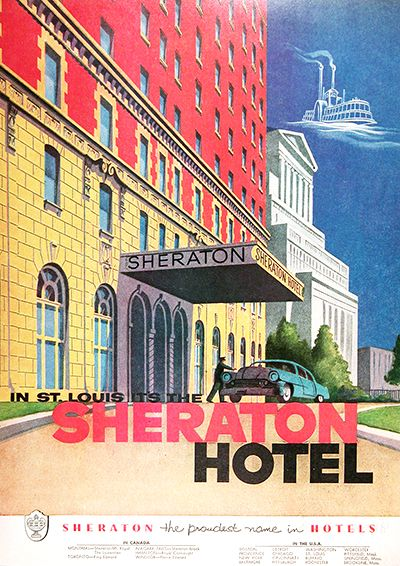 SHERATON
SHERATON HOTEL
IN ST. LOUIS ITS THE
SHERATON
HOTEL
SHERATON the proudest name in HOTELS
IN CANADA
IN THE U.S.A.
MONTREAL—Sheraton-Mt. Royal
The Laurentien
TORONTO—King Edward
NIAGARA FALLS—Sheraton-Brock
HAMILTON—Royal Connaught
WINDSOR—Prince Edward
BOSTON
PROVIDENCE
NEW YORK
BALTIMORE
DETROIT
CHICAGO
CINCINNATI
PITTSBURGH
WASHINGTON
ST. LOUIS
BUFFALO
ROCHESTER
WORCESTER
PITTSFIELD, Mass.
SPRINGFIELD, Mass.
BROOKLINE, Mass.